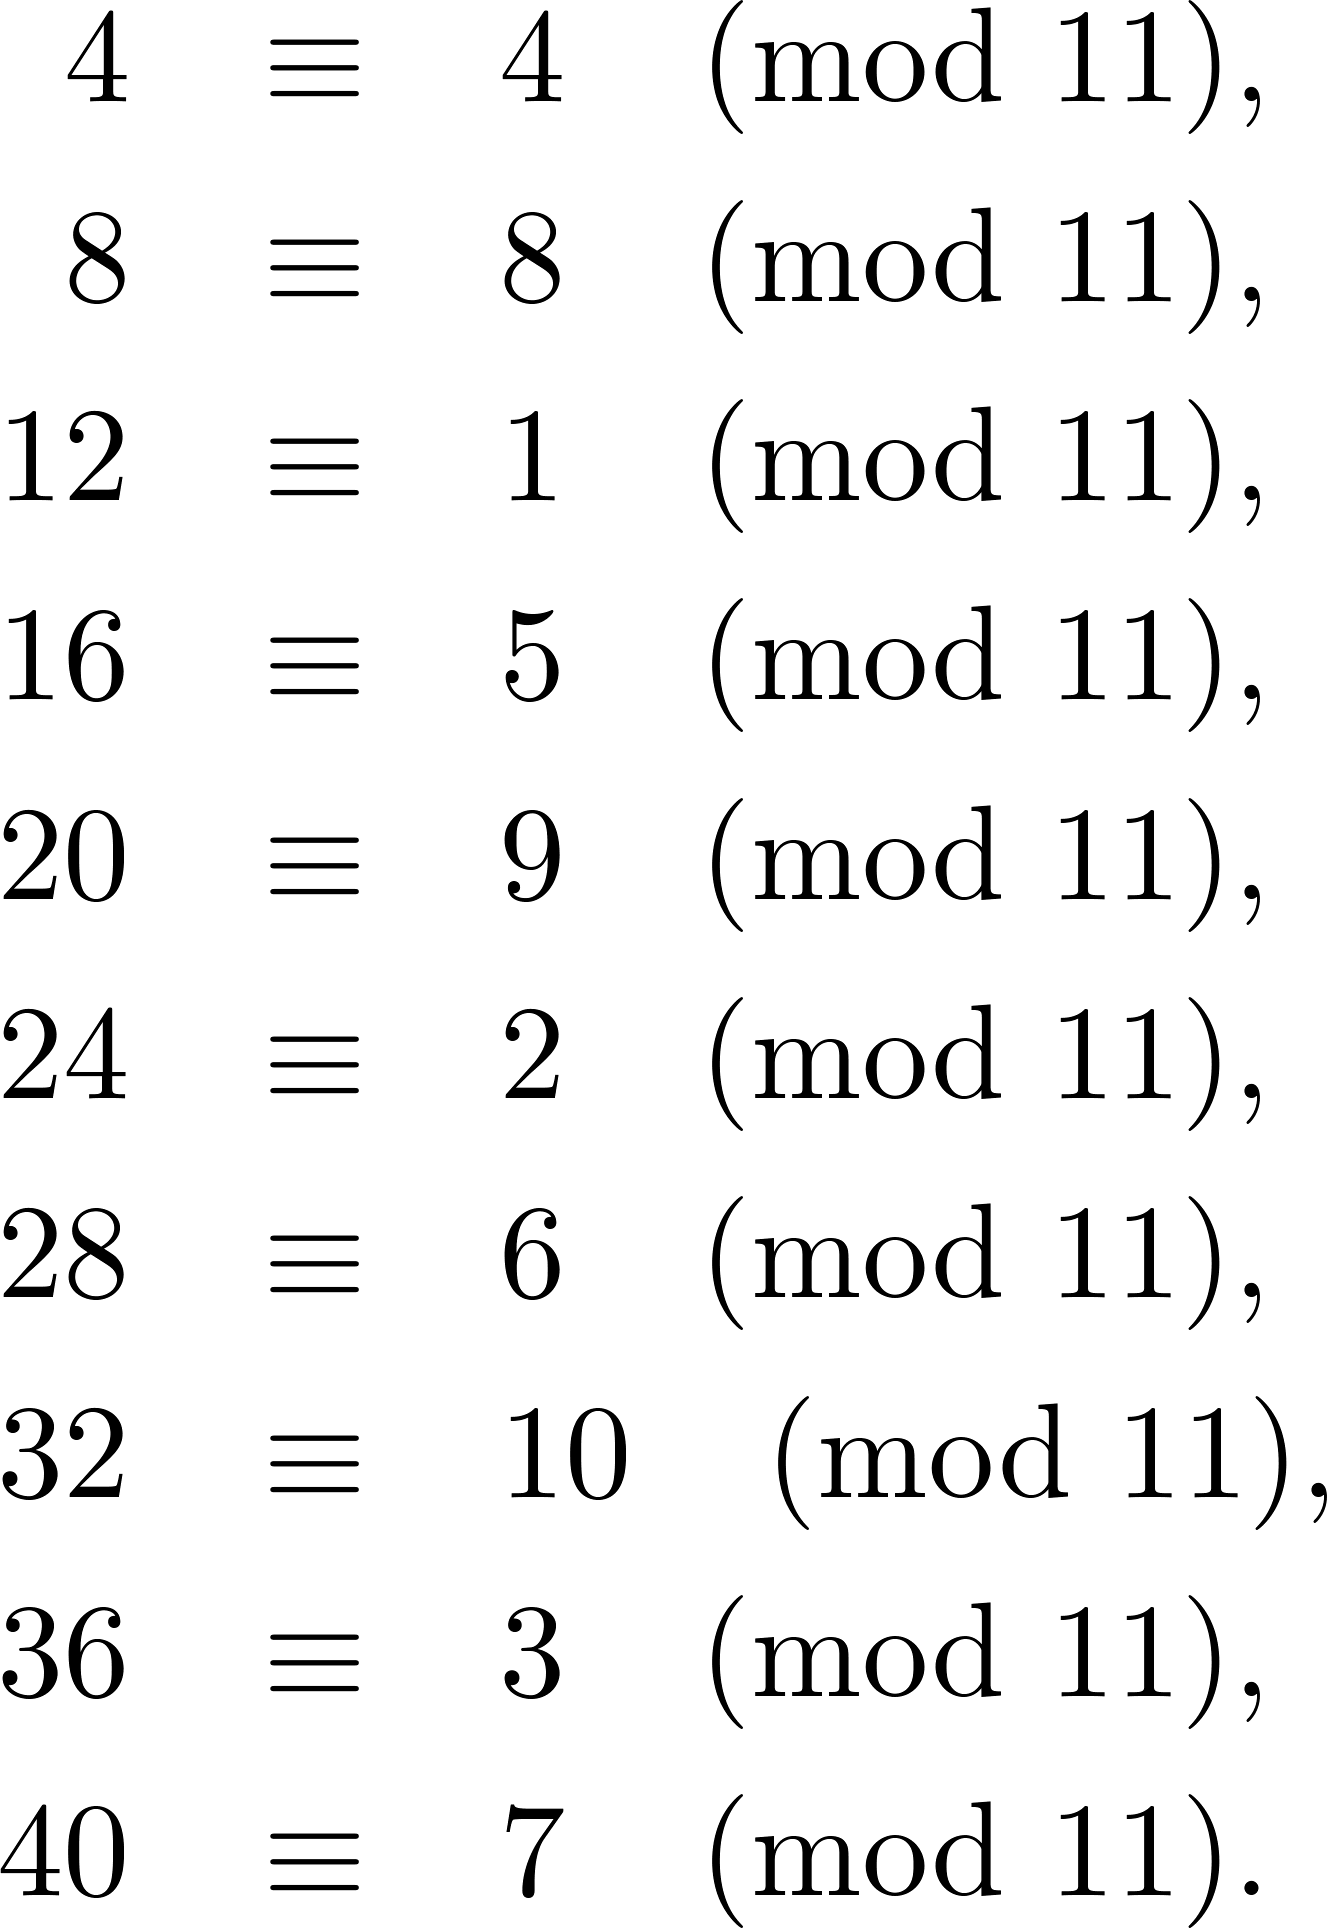 4 ≡ 4 (mod 11),
8 ≡ 8 (mod 11),
12 ≡ 1 (mod 11),
16 ≡ 5 (mod 11),
20 ≡ 9 (mod 11),
24 ≡ 2 (mod 11),
28 ≡ 6 (mod 11),
32 ≡ 10 (mod 11),
36 ≡ 3 (mod 11),
40 ≡ 7 (mod 11).